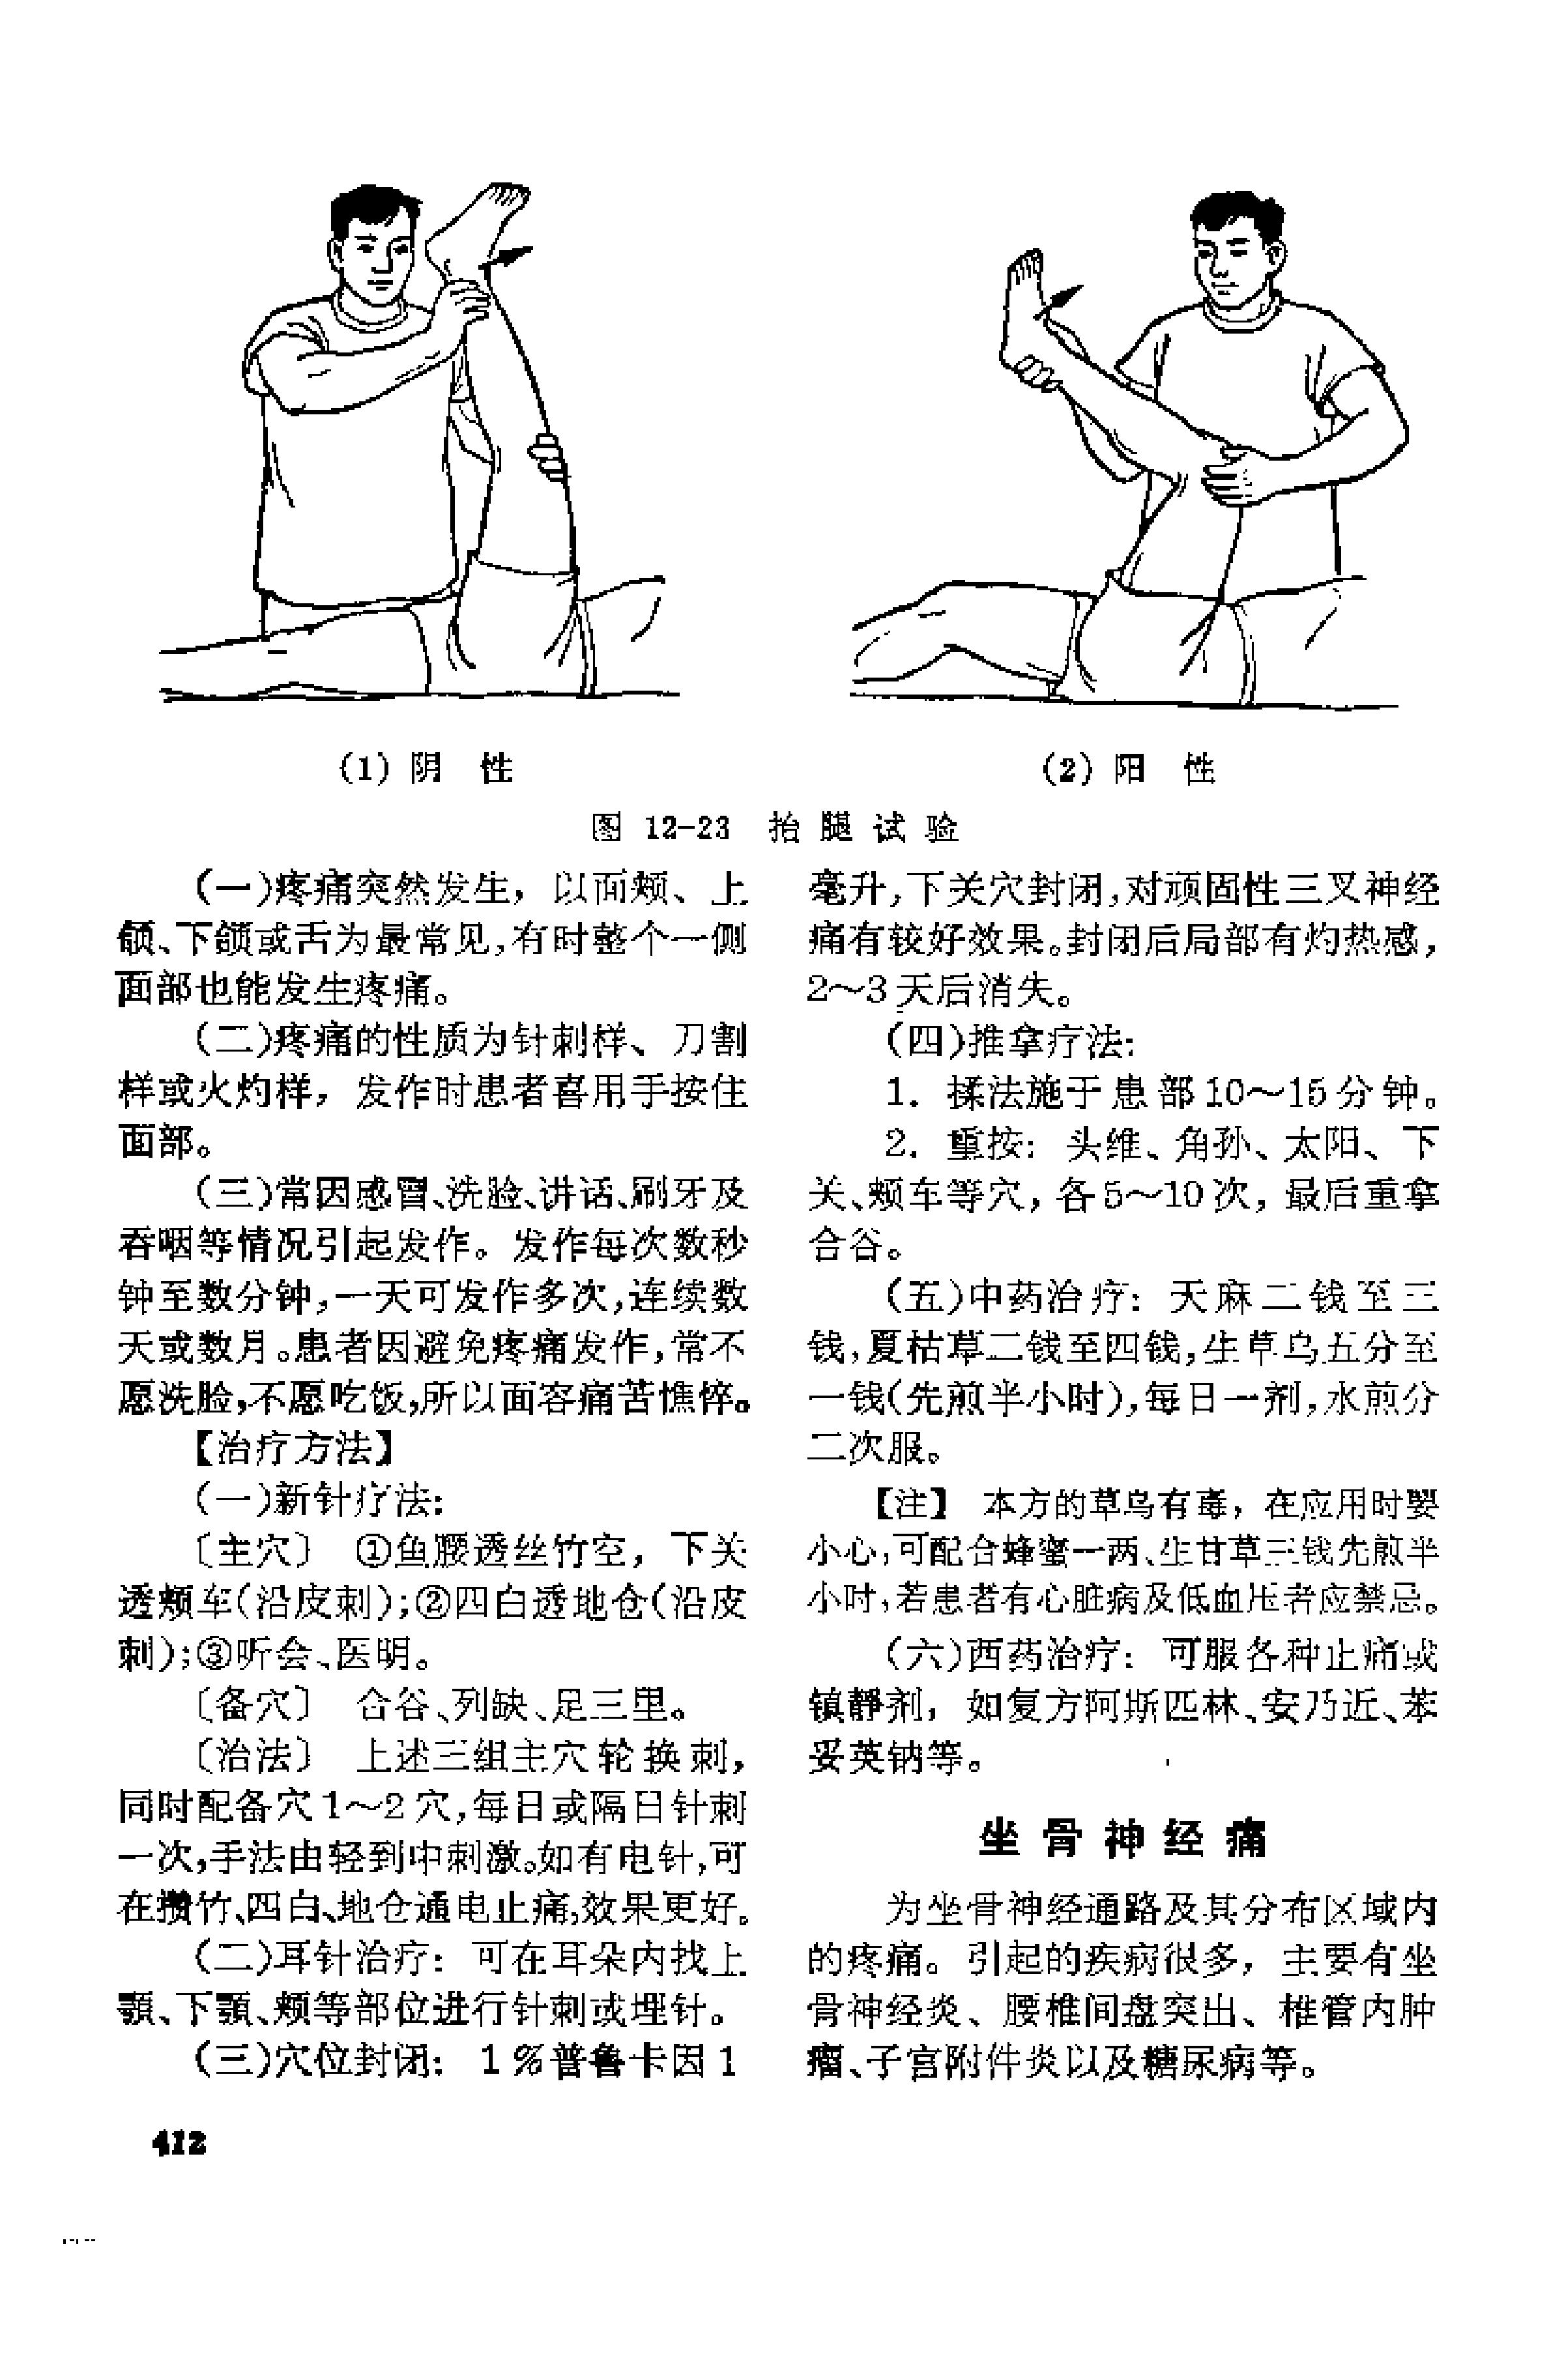 (1) 阴 性
(2) 阳 性
图 12-23 抬腿试验
(一)疼痛突然发生，以面颊、上
颌、下颌或舌为最常见,有时整个一侧
面部也能发生疼痛。
(二)疼痛的性质为针刺样、刀割
样或火灼样，发作时患者喜用手按住
面部。
(三)常因感冒、洗脸、讲话、刷牙及
吞咽等情况引起发作。发作每次数秒
钟至数分钟,一天可发作多次,连续数
天或数月。患者因避免疼痛发作,常不
愿洗脸,不愿吃饭,所以面容痛苦憔悴。
【治疗方法】
(一)新针疗法:
〔主穴〕 ①鱼腰透丝竹空，下关
透颊车(沿皮刺);②四白透地仓(沿皮
刺);③听会、医明。
〔备穴〕 合谷、列缺、足三里。
〔治法〕 上述三组主穴轮换刺，
同时配备穴1～2穴,每日或隔日针刺
一次,手法由轻到中刺激。如有电针,可
在攒竹、四白、地仓通电止痛,效果更好。
(二)耳针治疗: 可在耳朵内找上
颚、下颚、颊等部位进行针刺或埋针。
(三)穴位封闭: 1%普鲁卡因1
毫升,下关穴封闭,对顽固性三叉神经
痛有较好效果。封闭后局部有灼热感，
2～3天后消失。
(四)推拿疗法:
1. 揉法施于患部10～15分钟。
2. 重按: 头维、角孙、太阳、下
关、颊车等穴，各5～10次，最后重拿
合谷。
(五)中药治疗: 天麻二钱至三
钱,夏枯草二钱至四钱,生草乌五分至
一钱(先煎半小时),每日一剂,水煎分
二次服。
【注】 本方的草乌有毒，在应用时要
小心,可配合蜂蜜一两、生甘草三钱先煎半
小时,若患者有心脏病及低血压者应禁忌。
(六)西药治疗: 可服各种止痛或
镇静剂，如复方阿斯匹林、安乃近、苯
妥英钠等。
坐骨神经痛
为坐骨神经通路及其分布区域内
的疼痛。引起的疾病很多，主要有坐
骨神经炎、腰椎间盘突出、椎管内肿
瘤、子宫附件炎以及糖尿病等。
412